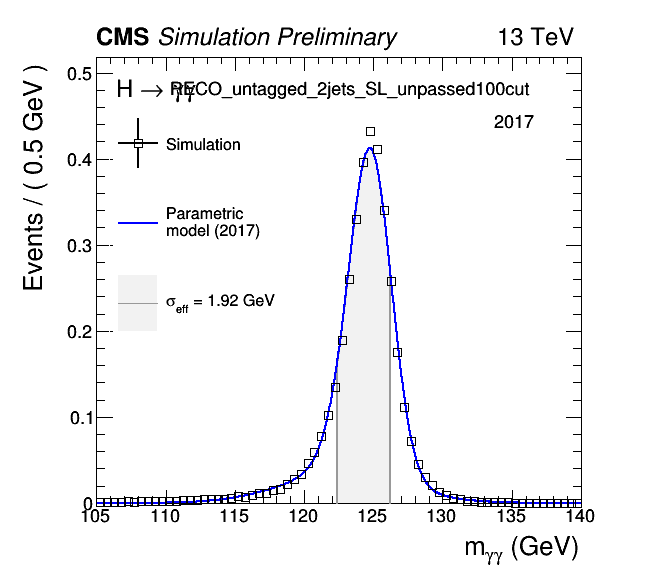 CMS Simulation Preliminary 13 TeV
Events / ( 0.5 GeV )
0.5
0.4
0.3
0.2
0.1
0
H → γγ RECO_untagged_2jets_SL_unpassed100cut
2017
Simulation
Parametric
model (2017)
σeff = 1.92 GeV
105 110 115 120 125 130 135 140
mγγ (GeV)